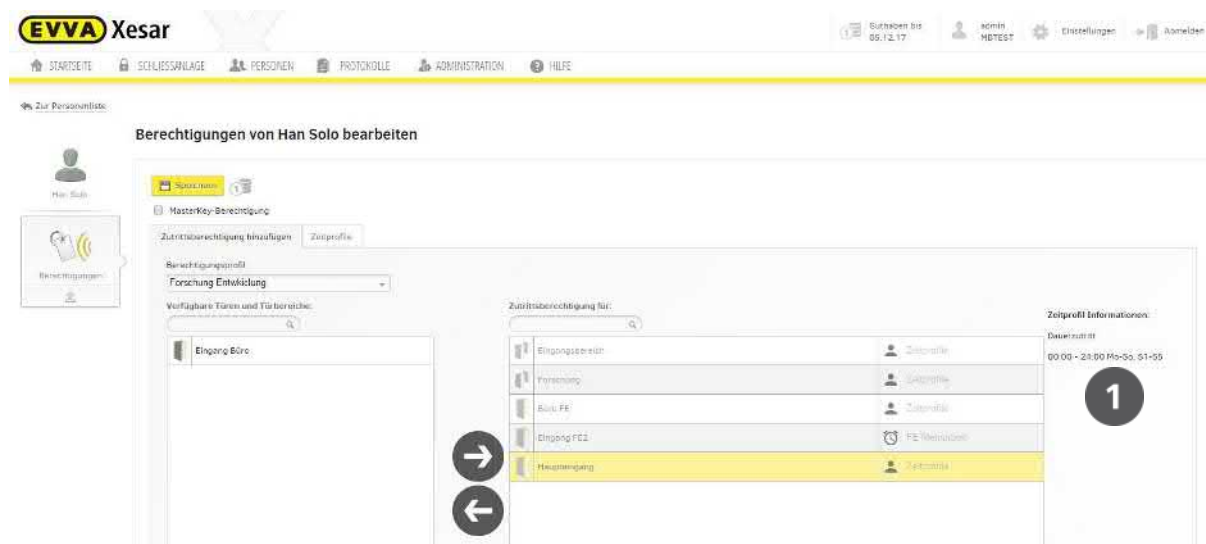 EVVA Xesar
Guthaben bis
05.12.17
admin
MBTEST
Einstellungen
Abmelden
STARTSEITE
SCHLIESSANLAGE
PERSONEN
PROTOKOLLE
ADMINISTRATION
HILFE
Zur Personenliste
Berechtigungen von Han Solo bearbeiten
Han Solo
Speichern
1
MasterKey-Berechtigung
Berechtigungen
Zutrittsberechtigung hinzufügen
Zeitprofile
Berechtigungsprofil
Forschung Entwkiclung
Verfügbare Türen und Türbereiche:
Zutrittsberechtigung für:
Eingang Büro
Eingangsbereich
Zeitprofile
Forschung
Zeitprofile
Büro FE
Zeitprofile
Eingang FE2
FE
Haupteingang
Zeitprofile
Zeitprofil Informationen:
Dauerzutritt
00:00 - 24:00 Mo-So, S1-S5
1